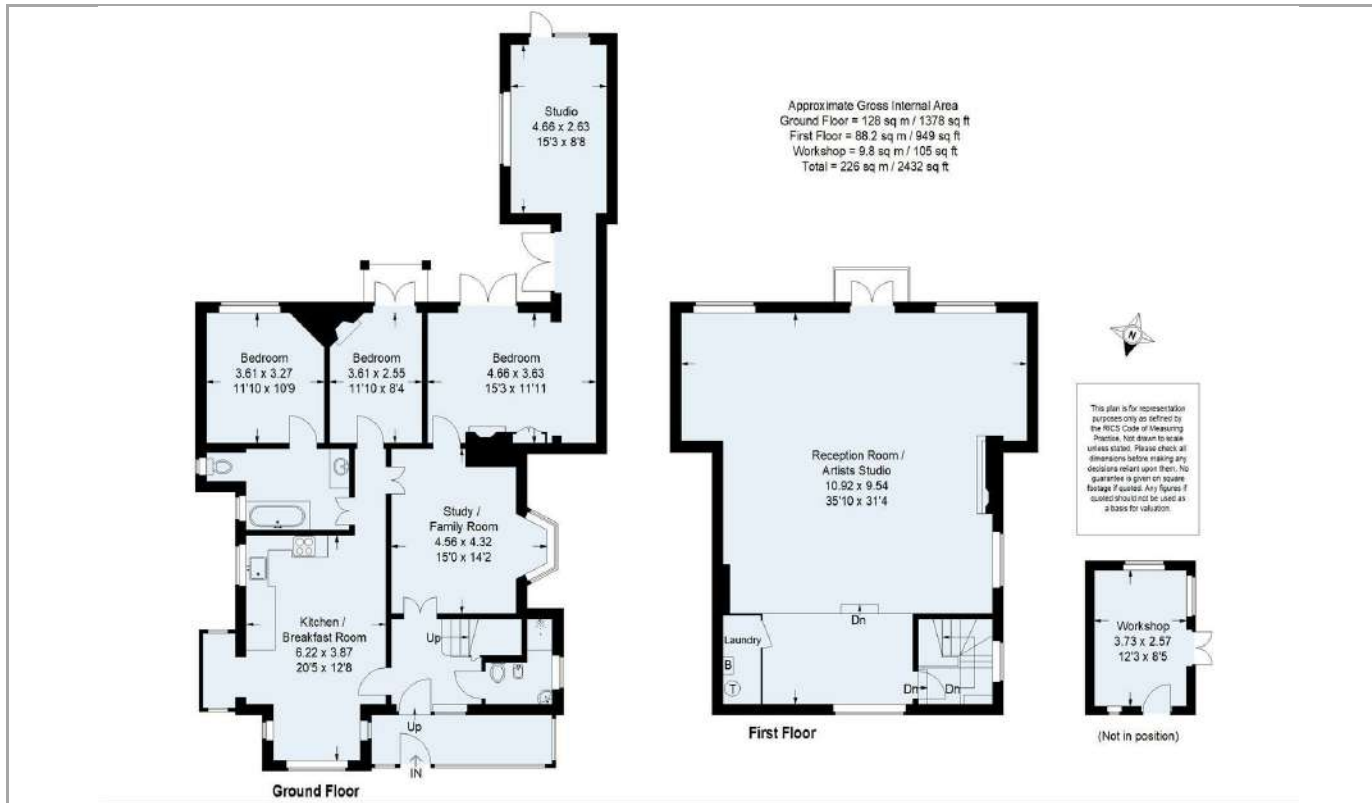 Studio
4.66 x 2.63
15'3 x 8'8
Approximate Gross Internal Area
Ground Floor = 128 sq m / 1378 sq ft
First Floor = 88.2 sq m / 949 sq ft
Workshop = 9.8 sq m / 105 sq ft
Total = 226 sq m / 2432 sq ft
Bedroom
3.61 x 3.27
11'10 x 10'9
Bedroom
3.61 x 2.55
11'10 x 8'4
Bedroom
4.66 x 3.63
15'3 x 11'11
Study /
Family Room
4.56 x 4.32
15'0 x 14'2
Kitchen /
Breakfast Room
6.22 x 3.87
20'5 x 12'8
Up
Up
IN
Ground Floor
Reception Room /
Artists Studio
10.92 x 9.54
35'10 x 31'4
Dn
Laundry
B
T
Dn
Dn
First Floor
N
This plan is for representation
purposes only as defined by
the RICS Code of Measuring
Practice. Not drawn to scale
unless stated. Please check all
dimensions before making any
decisions reliant upon them. No
guarantee is given on square
footage if quoted. Any figures if
quoted should not be used as
a basis for valuation.
Workshop
3.73 x 2.57
12'3 x 8'5
(Not in position)